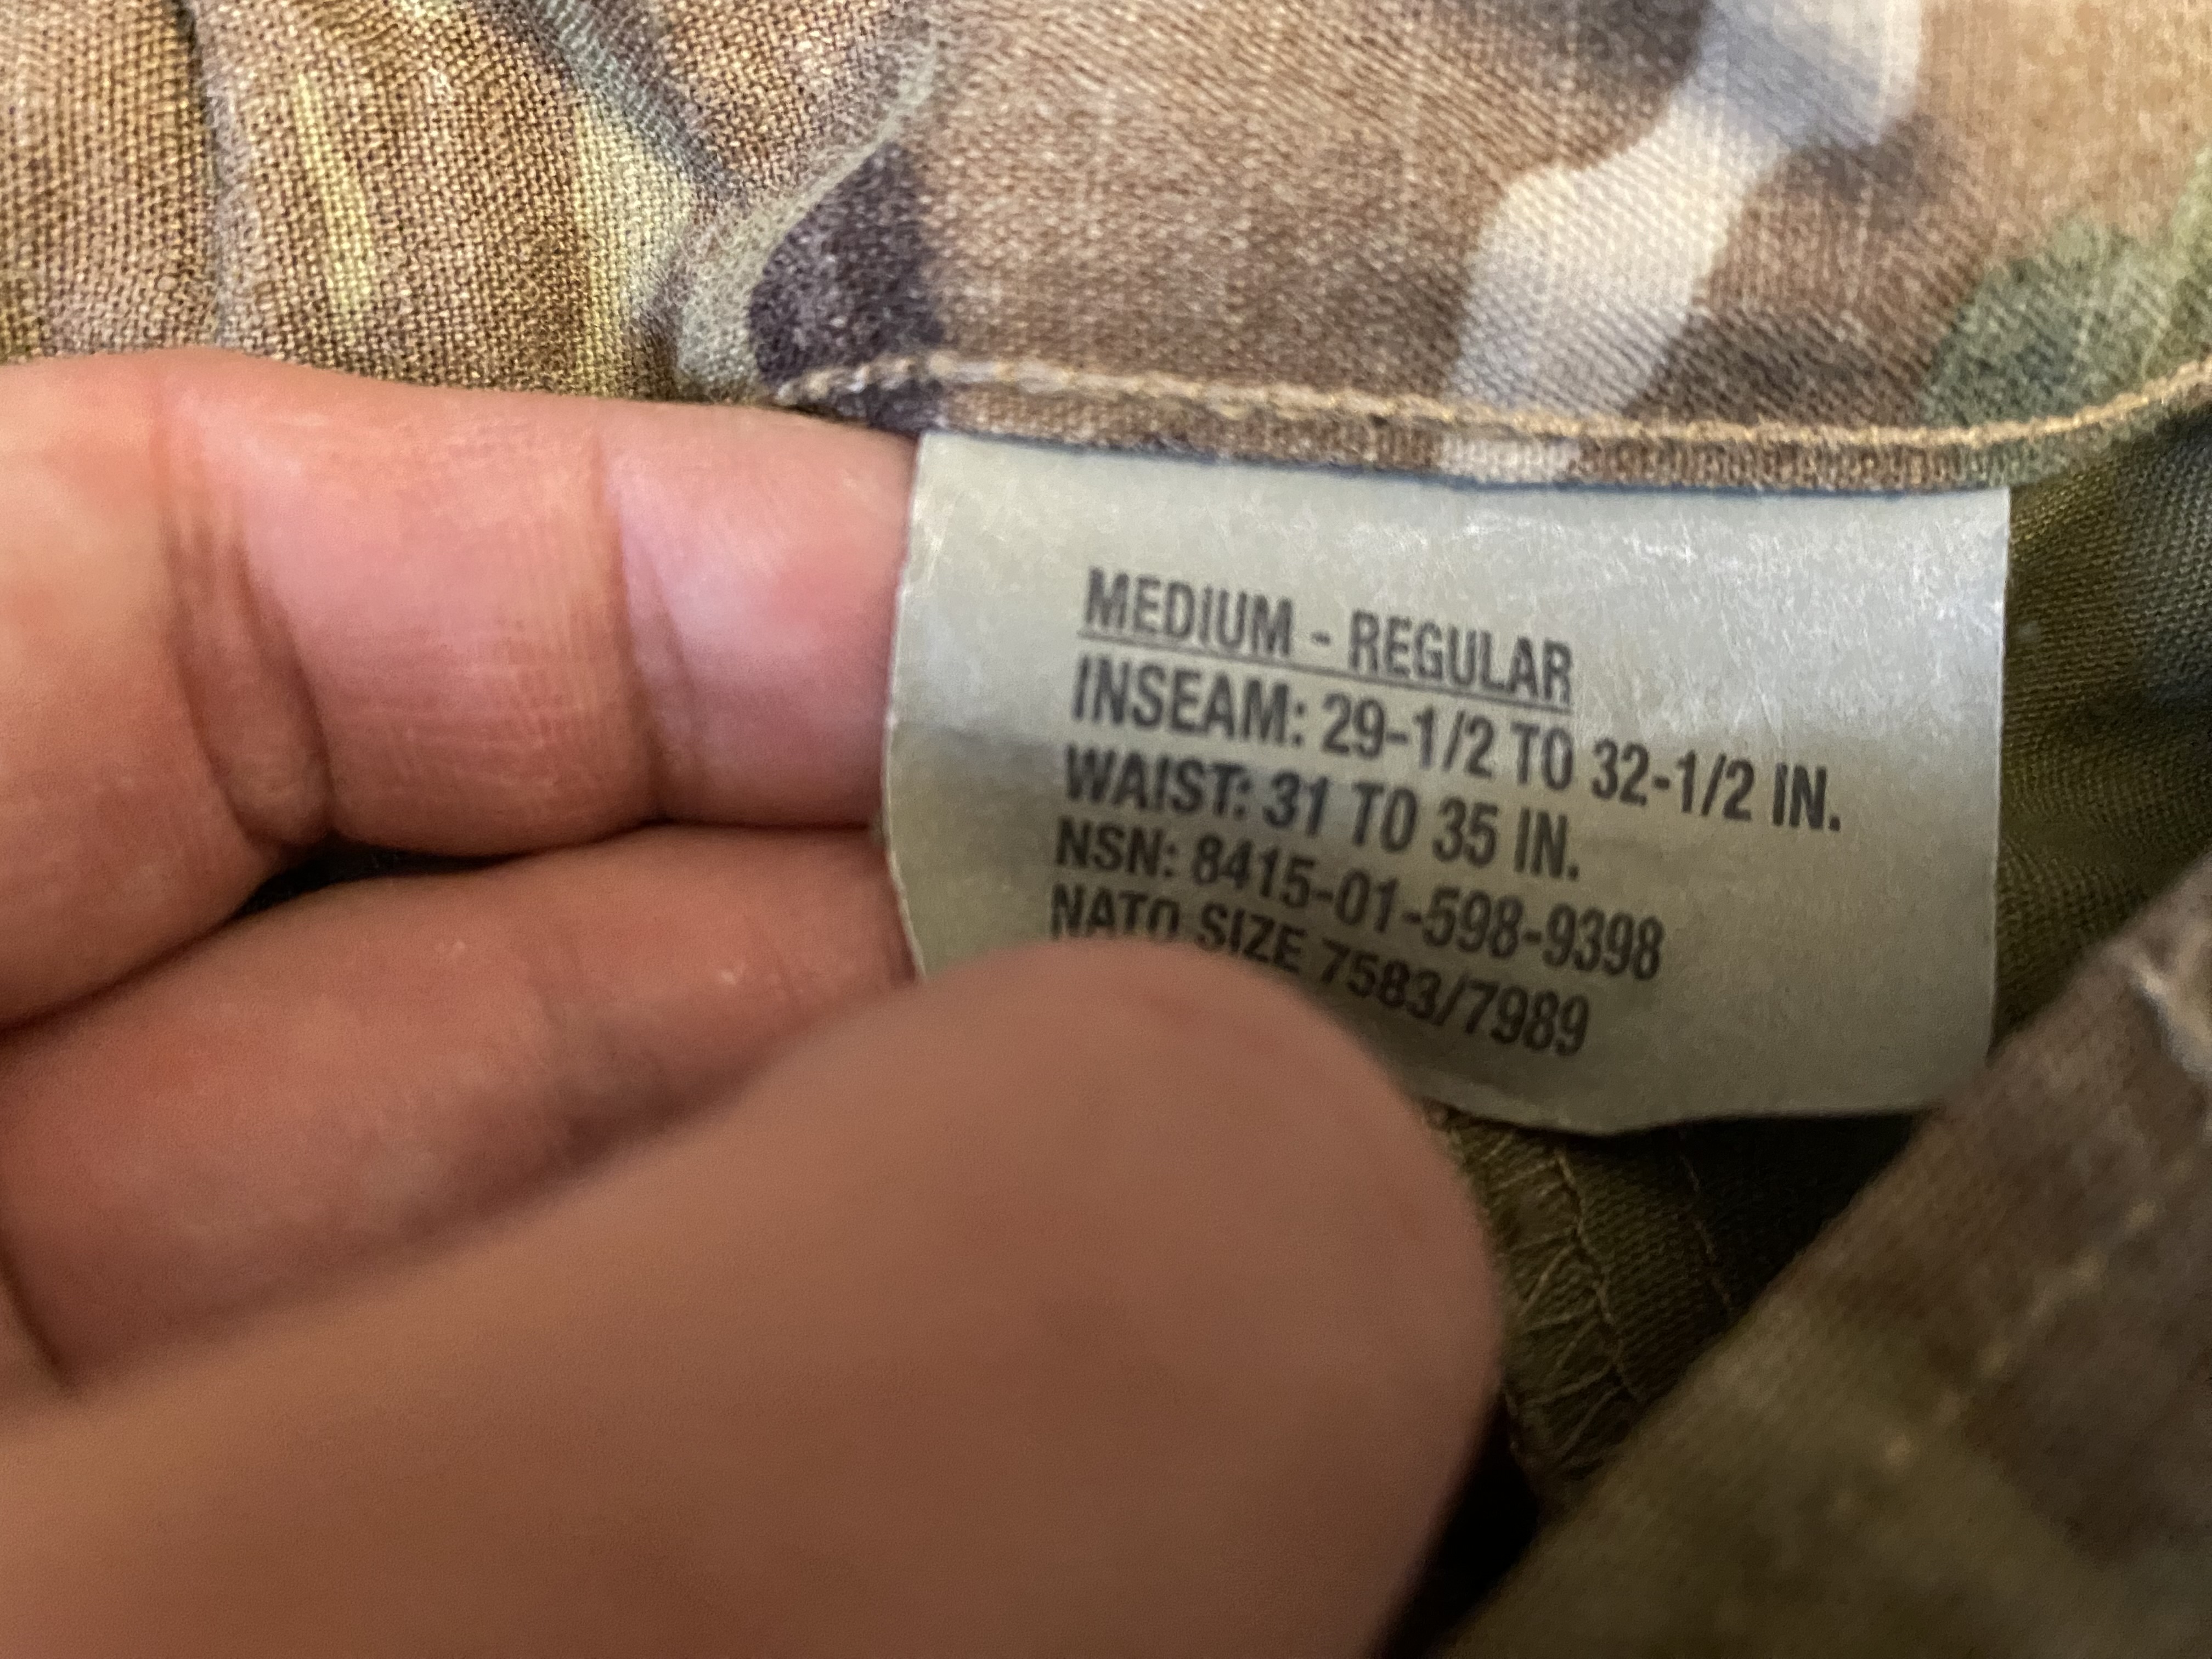 MEDIUM - REGULAR
INSEAM: 29-1/2 TO 32-1/2 IN.
WAIST: 31 TO 35 IN.
NSN: 8415-01-598-9398
NATO SIZE 7583/7989